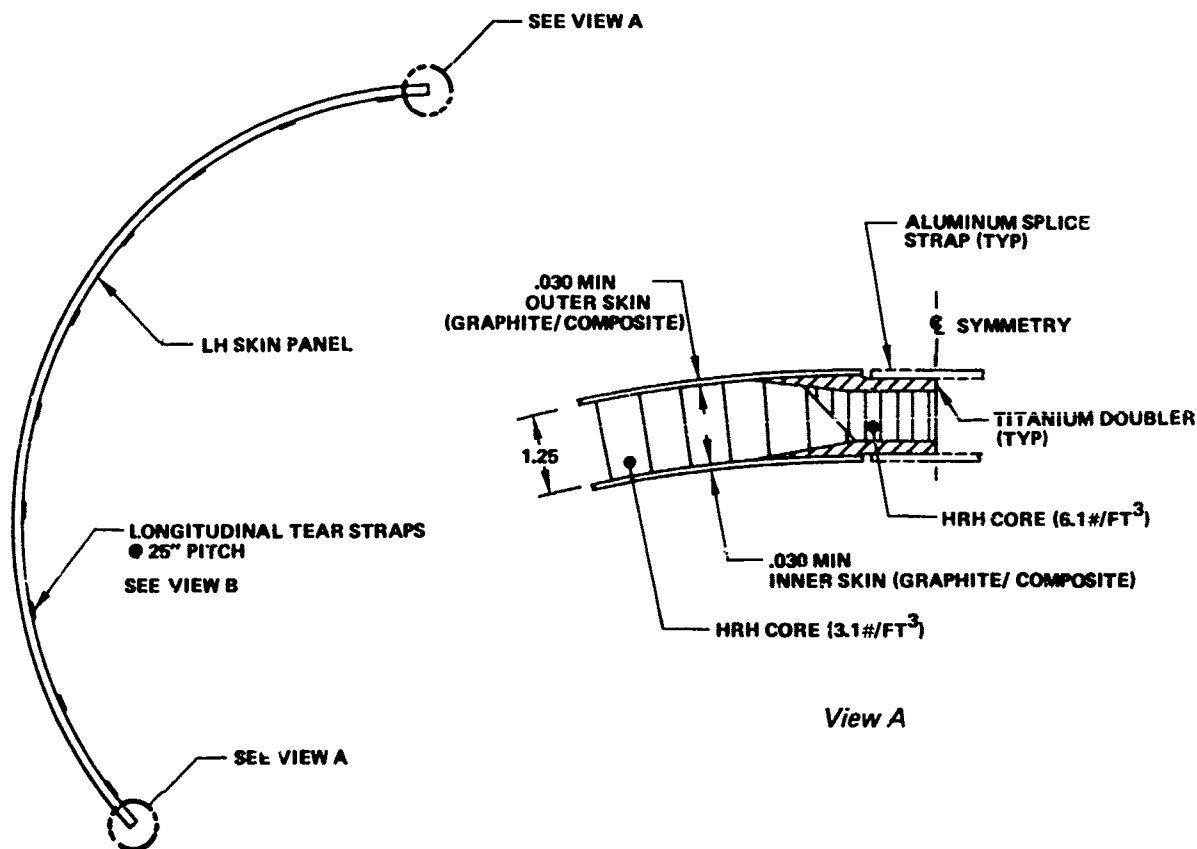 SEE VIEW A
ALUMINUM SPLICE
STRAP (TYP)
.030 MIN
OUTER SKIN
(GRAPHITE/ COMPOSITE)
℄ SYMMETRY
LH SKIN PANEL
TITANIUM DOUBLER
(TYP)
1.25
HRH CORE (6.1#/FT³)
LONGITUDINAL TEAR STRAPS
@ 25" PITCH
SEE VIEW B
.030 MIN
INNER SKIN (GRAPHITE/ COMPOSITE)
HRH CORE (3.1#/FT³)
View A
SEE VIEW A